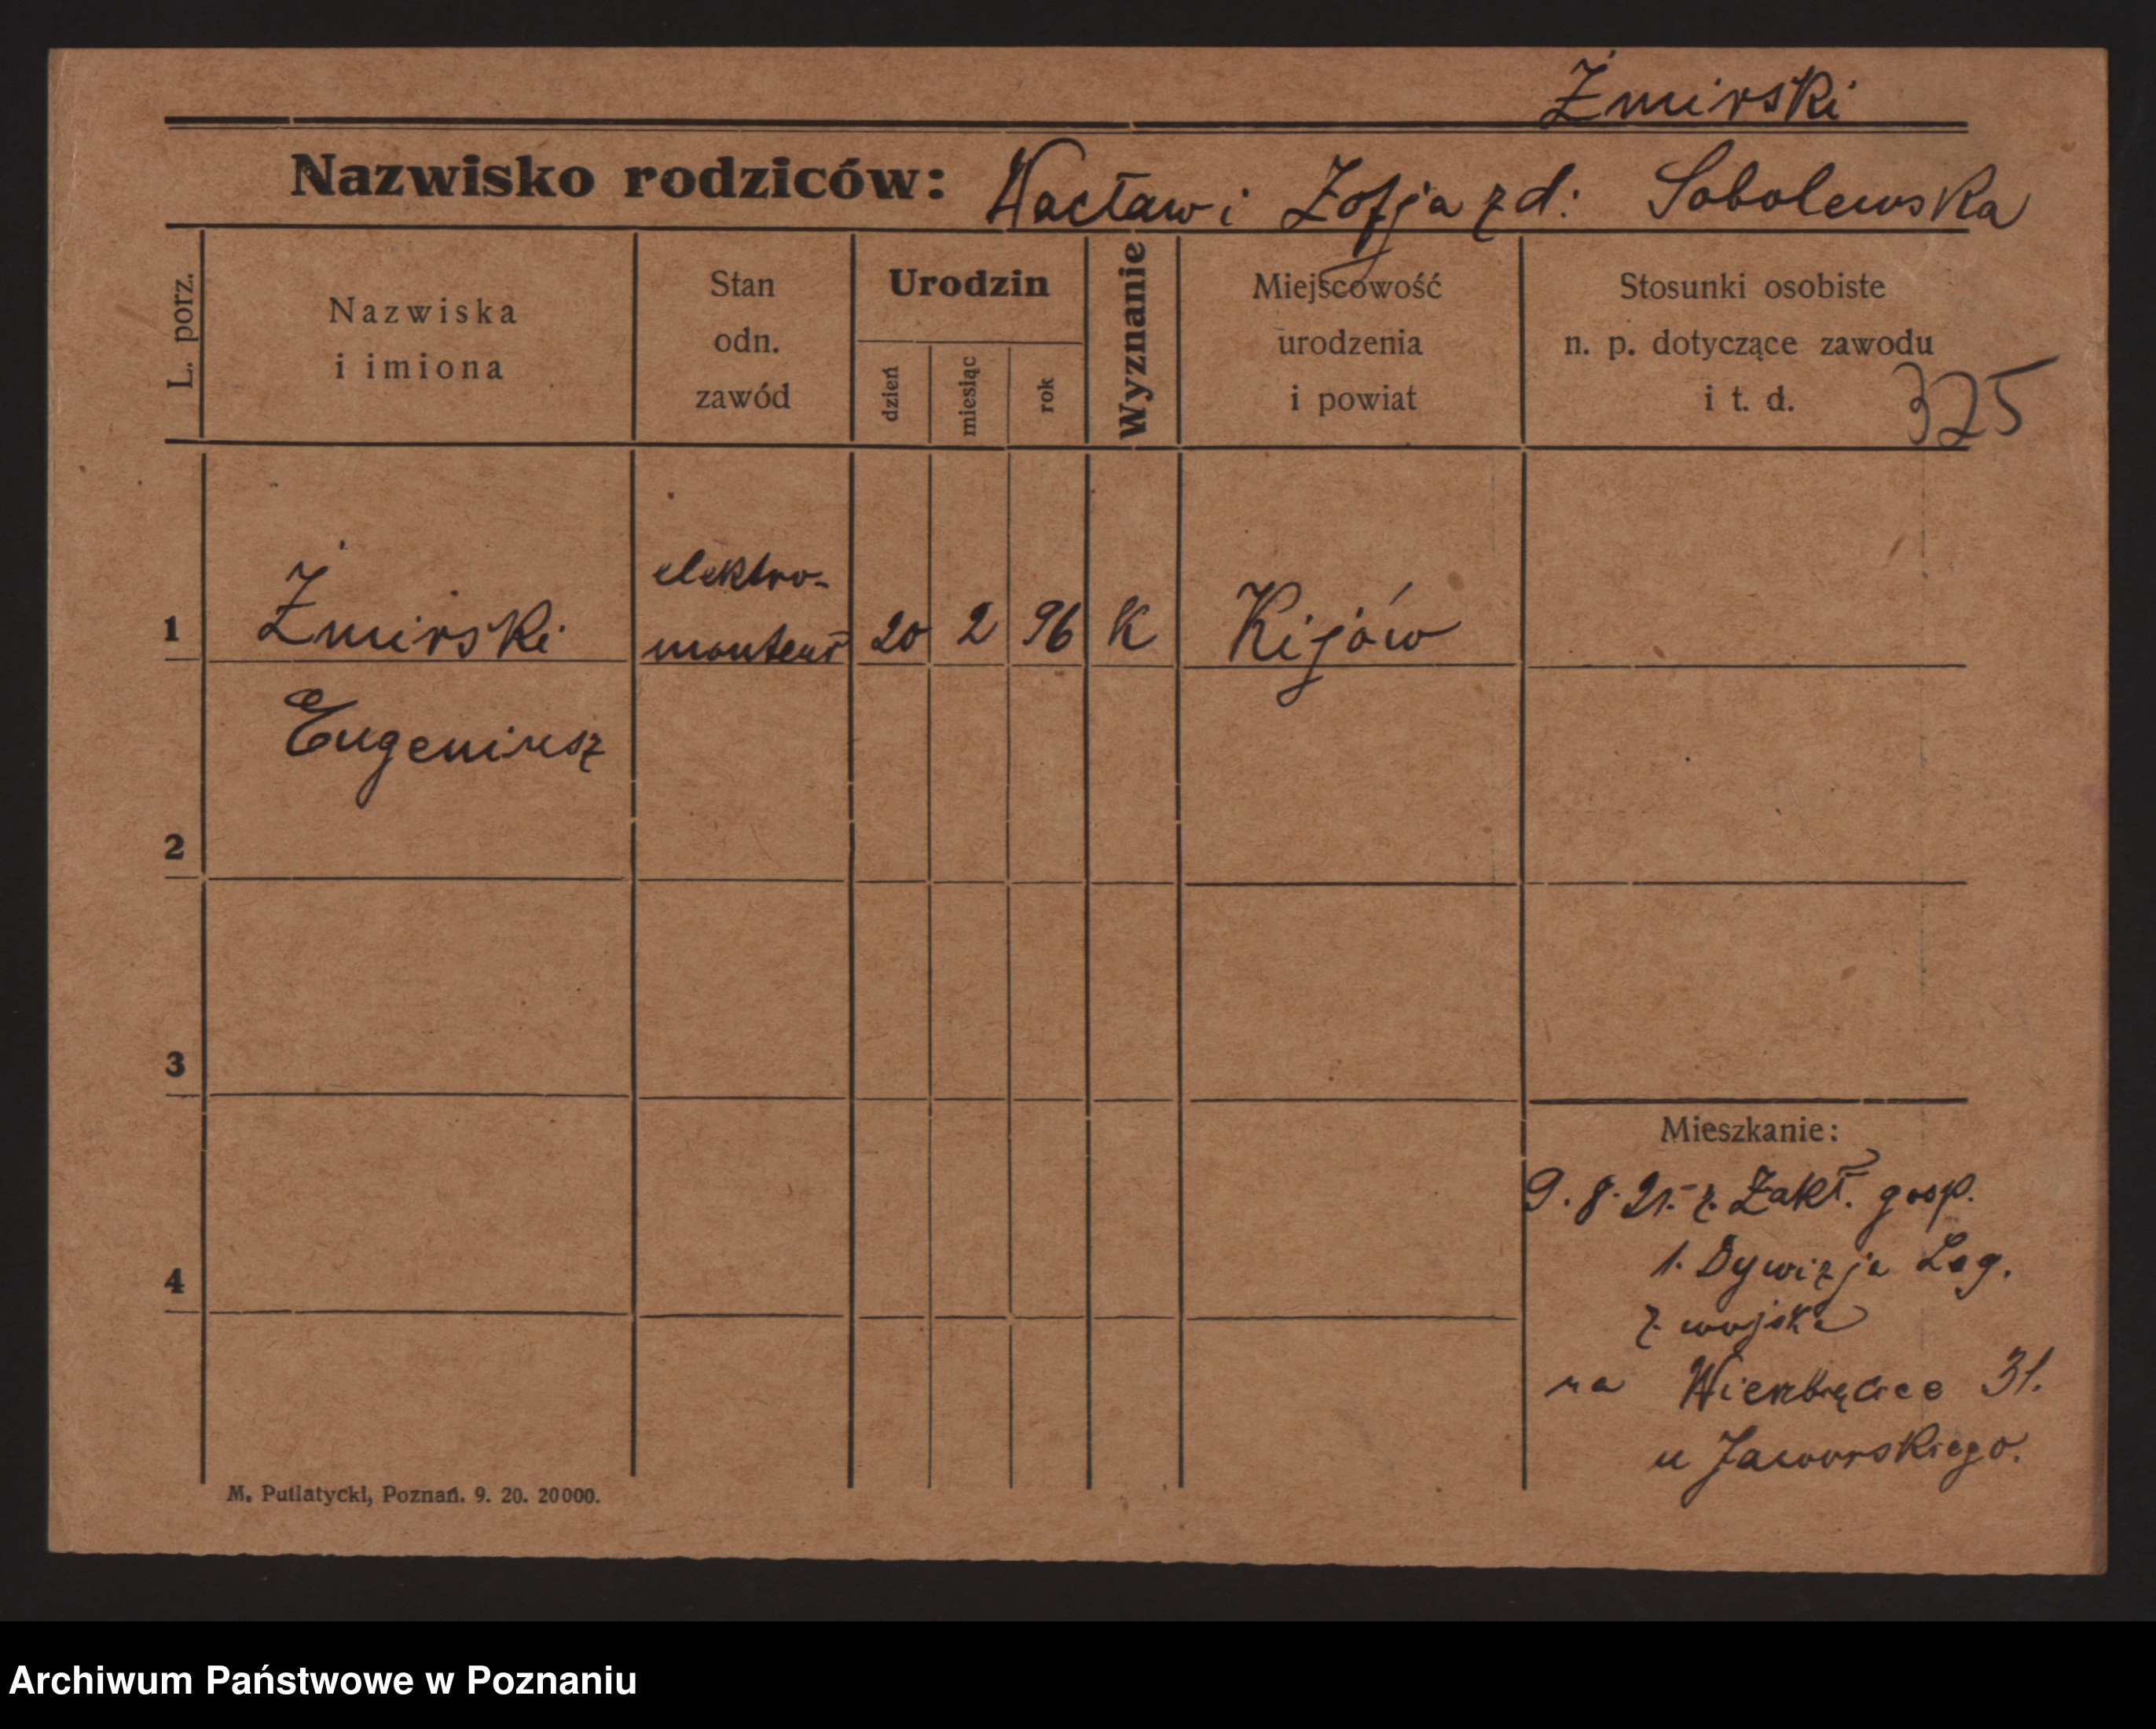 Żmirski
Nazwisko rodziców: Wacław i Zofja z d: Sobolewska
L. porz.
Nazwiska
i imiona
Stan
odn.
zawód
Urodzin
dzień
miesiąc
rok
Wyznanie
Miejscowość
urodzenia
i powiat
Stosunki osobiste
n. p. dotyczące zawodu
i t. d.
325
elektro-
1 Żmirski monter 20 2 96 K Kijów
Eugeniusz
2
3
4
Mieszkanie:
9. 8. 21. z. Zakł. gosp.
1. Dywizja Leg.
z wojska
na Wierzbięcice 31.
u Jaworskiego.
M. Putiatycki, Poznań. 9. 20. 20000.
Archiwum Państwowe w Poznaniu